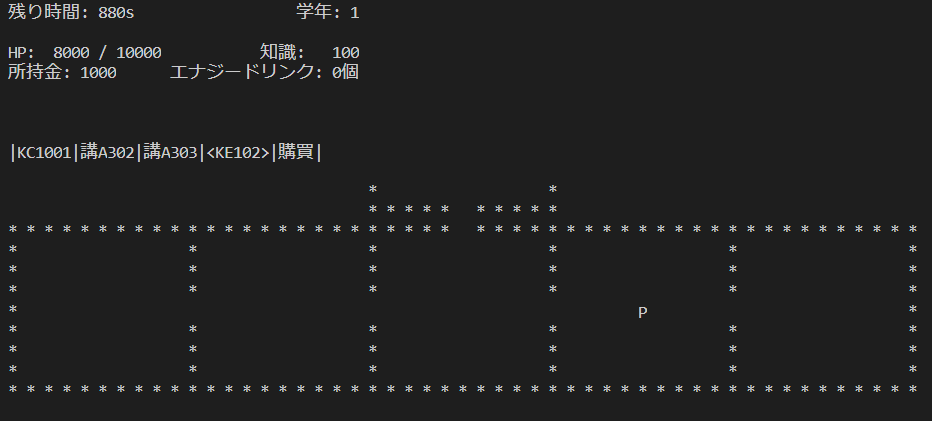 残り時間: 880s 学年: 1
HP: 8000 / 10000 知識: 100
所持金: 1000 エナジードリンク: 0個
|KC1001|講A302|講A303|<KE102>|購買|
* *
* * * * * * * * * *
* * * * * * * * * * * * * * * * * * * * * * * * * * * * * * * * * * * * * * * * * * * * * * * * * *
* * * * * *
* * * * * *
* * * * * *
* P *
* * * * * *
* * * * * *
* * * * * *
* * * * * * * * * * * * * * * * * * * * * * * * * * * * * * * * * * * * * * * * * * * * * * * * * * *